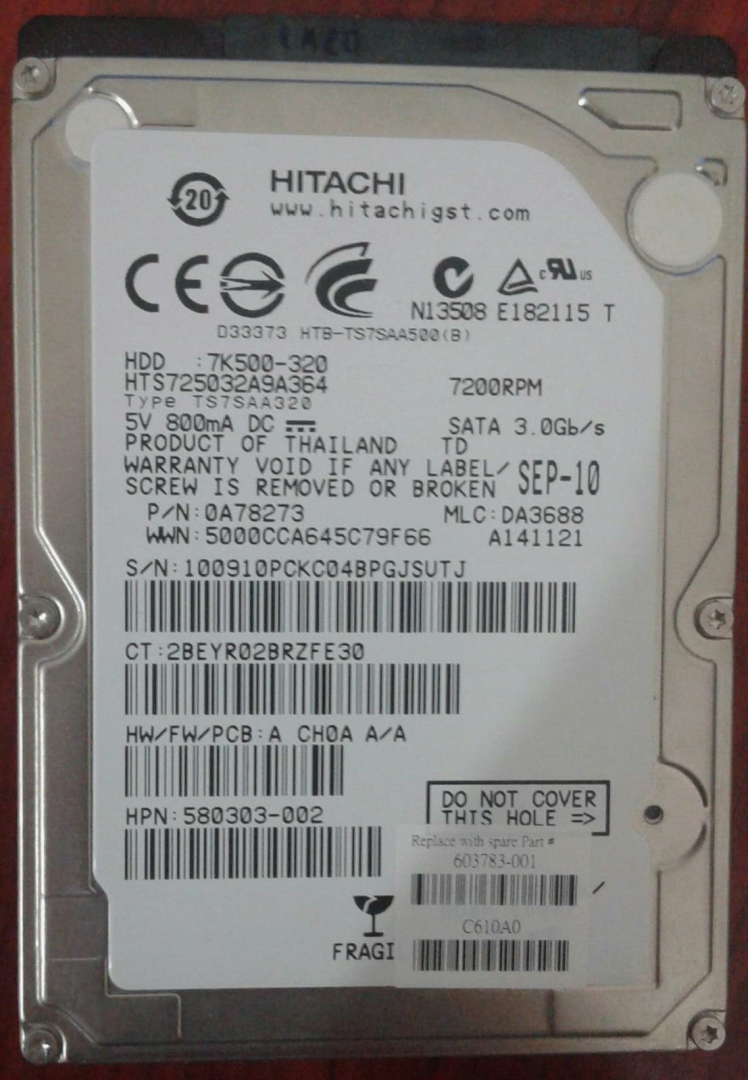 20
HITACHI
www.hitachigst.com
CE
c RU us
N13508 E182115 T
D33373 HTB-TS7SAA500(B)
HDD :7K500-320
HTS725032A9A364 7200RPM
Type TS7SAA320
5V 800mA DC SATA 3.0Gb/s
PRODUCT OF THAILAND TD
WARRANTY VOID IF ANY LABEL/
SCREW IS REMOVED OR BROKEN SEP-10
P/N:0A78273 MLC:DA3688
WWN:5000CCA645C79F66 A141121
S/N:100910PCKC04BPGJSUTJ
CT:2BEYR02BRZFE30
HW/FW/PCB:A CH0A A/A
HPN:580303-002
DO NOT COVER
THIS HOLE =>
Replace with spare Part #
603783-001
C610A0
FRAGI